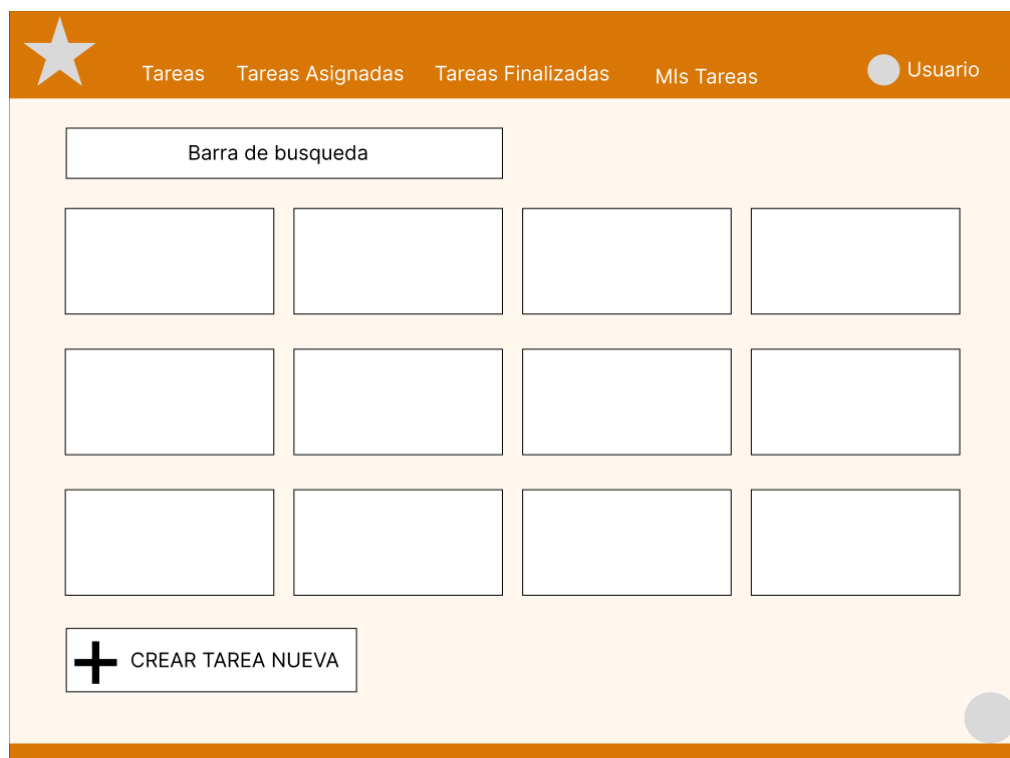 Tareas Tareas Asignadas Tareas Finalizadas MIs Tareas Usuario
Barra de busqueda
CREAR TAREA NUEVA